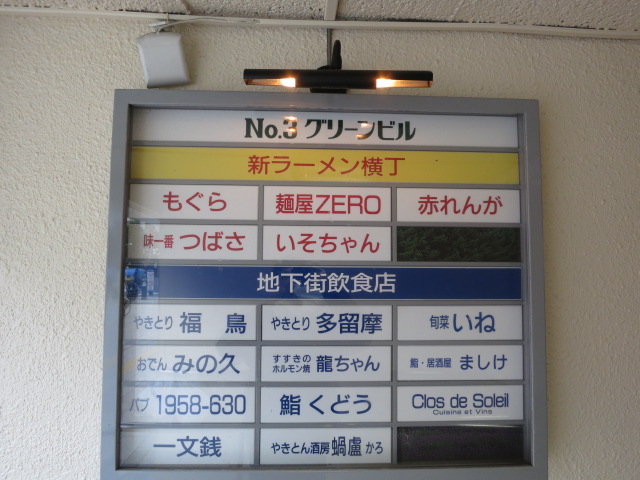 No.3 グリーンビル
新ラーメン横丁
もぐら 麺屋ZERO 赤れんが
味一番 つばさ いそちゃん
地下街飲食店
やきとり 福 鳥 やきとり 多留摩 旬菜 いね
おでん みの久 すすきの ホルモン焼 龍ちゃん 鮨・居酒屋 ましけ
パブ 1958-630 鮨 くどう Clos de Soleil
Cuisine et Vins
一文銭 やきとん酒房 蝸盧 かろ